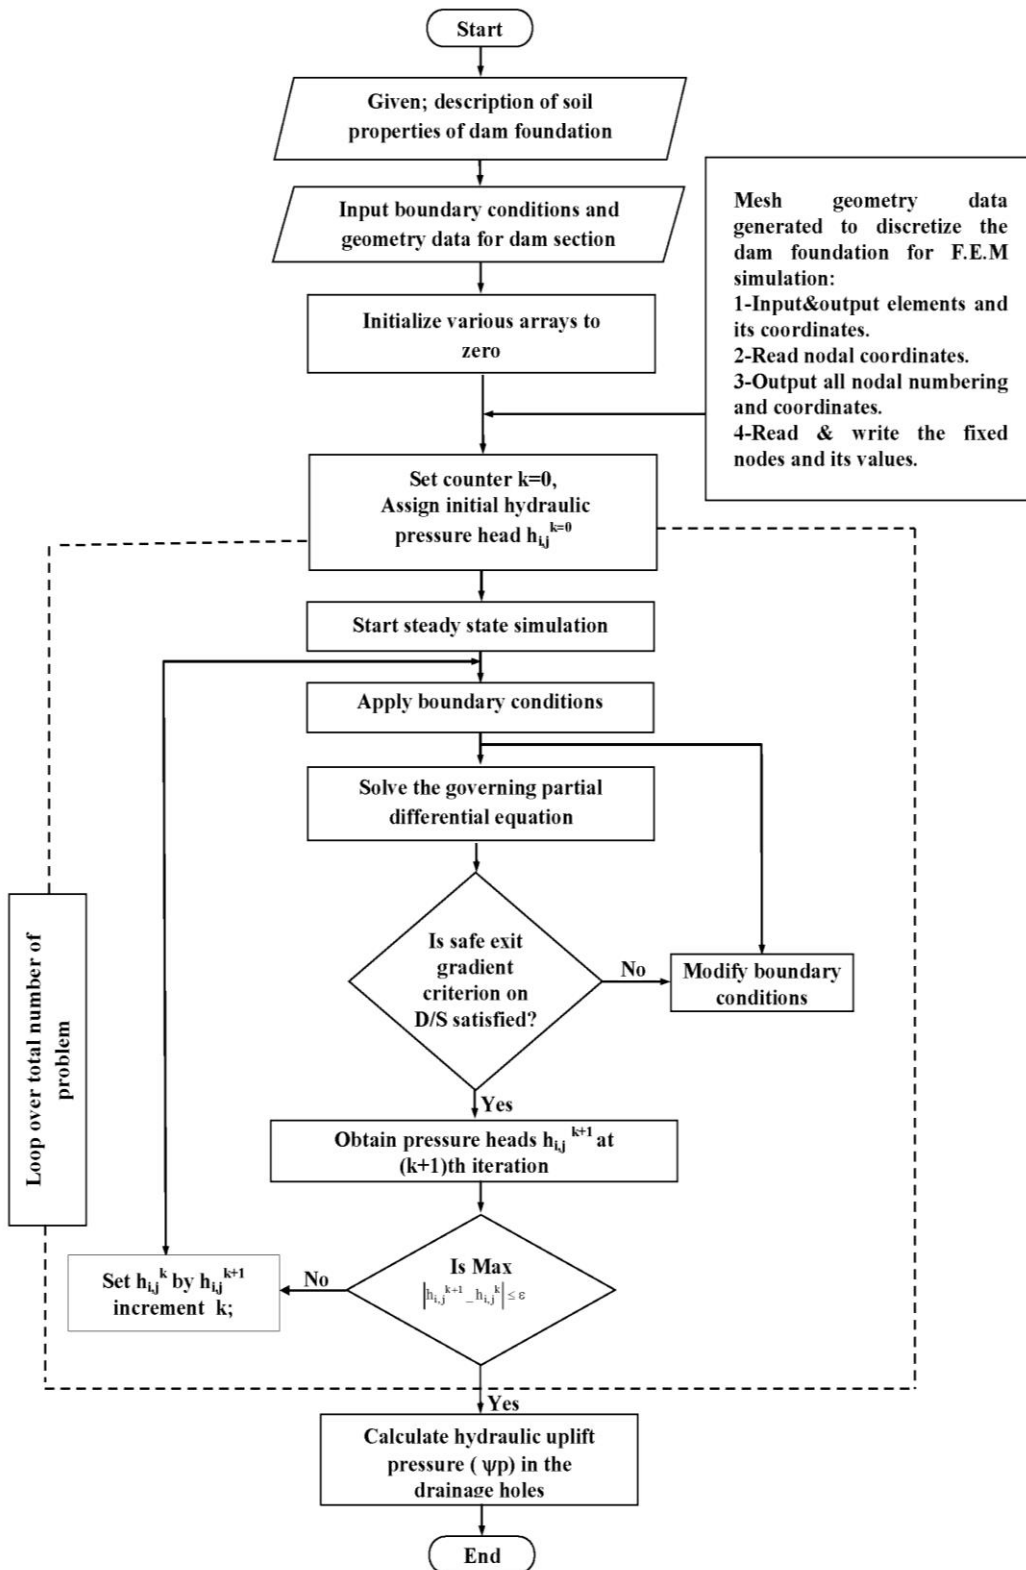 Start
Given; description of soil
properties of dam foundation
Input boundary conditions and
geometry data for dam section
Initialize various arrays to
zero
Mesh geometry data
generated to discretize the
dam foundation for F.E.M
simulation:
1-Input&output elements and
its coordinates.
2-Read nodal coordinates.
3-Output all nodal numbering
and coordinates.
4-Read & write the fixed
nodes and its values.
Set counter k=0,
Assign initial hydraulic
pressure head h_{i,j}^{k=0}
Start steady state simulation
Apply boundary conditions
Solve the governing partial
differential equation
Is safe exit
gradient
criterion on
D/S satisfied?
No
Modify boundary
conditions
Yes
Loop over total number of
problem
Obtain pressure heads h_{i,j}^{k+1} at
(k+1)th iteration
Is Max
|h_{i,j}^{k+1} - h_{i,j}^{k}| ≤ ε
No
Set h_{i,j}^{k} by h_{i,j}^{k+1}
increment k;
Yes
Calculate hydraulic uplift
pressure ( ψp) in the
drainage holes
End